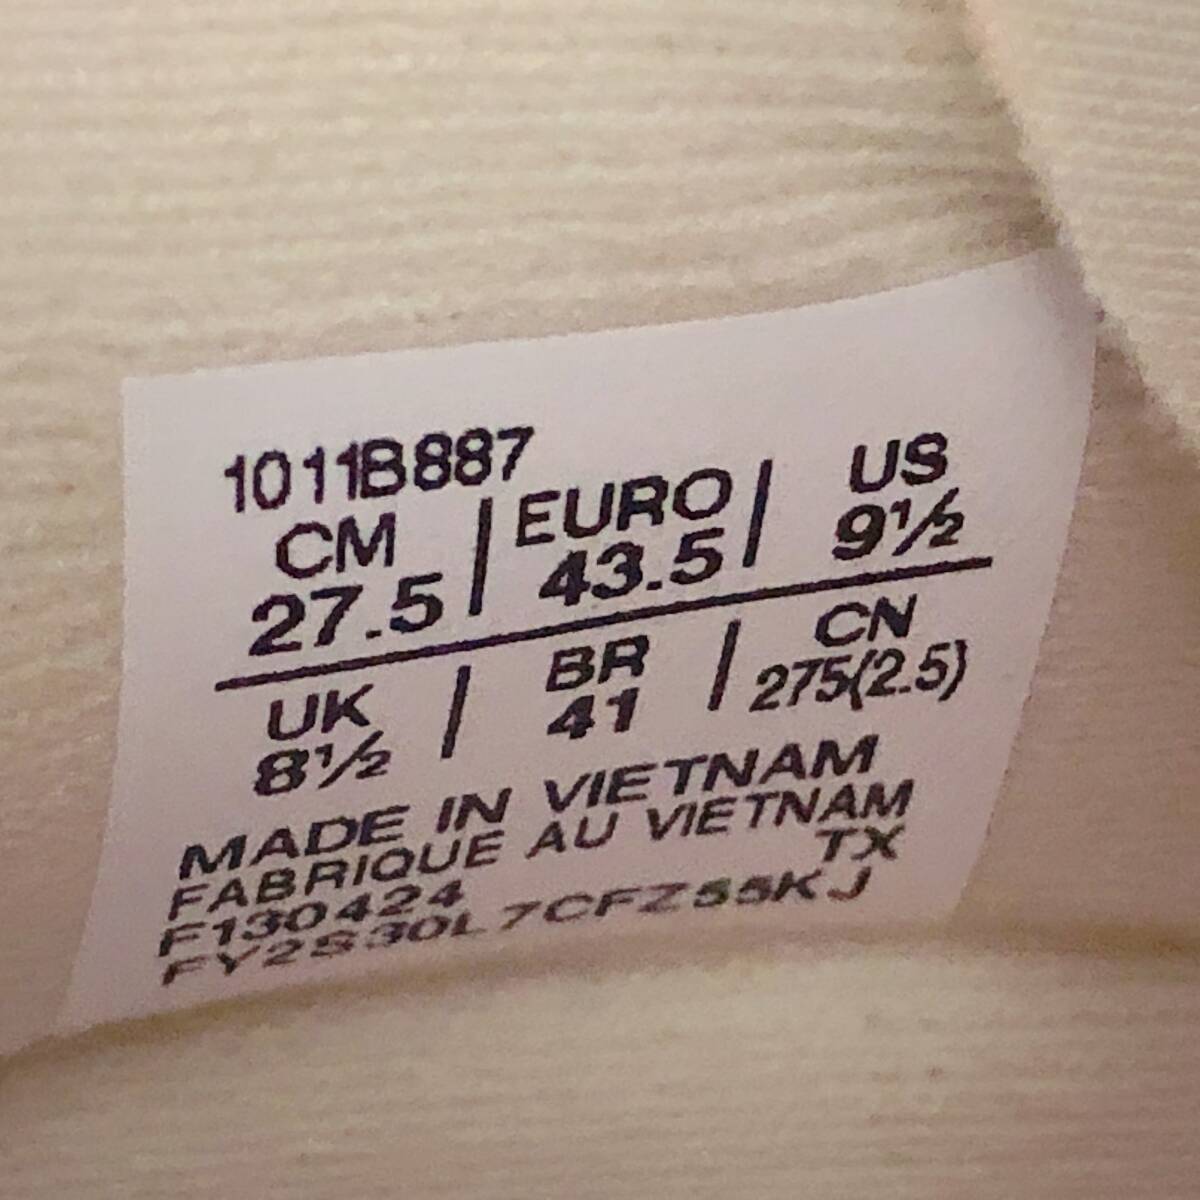 1011B887
CM | EURO | US
27.5 | 43.5 | 9½
UK | BR | CN
8½ | 41 | 275(2.5)
MADE IN VIETNAM
FABRIQUE AU VIETNAM
F130424 TX
FY2S30L7CFZ55KJ